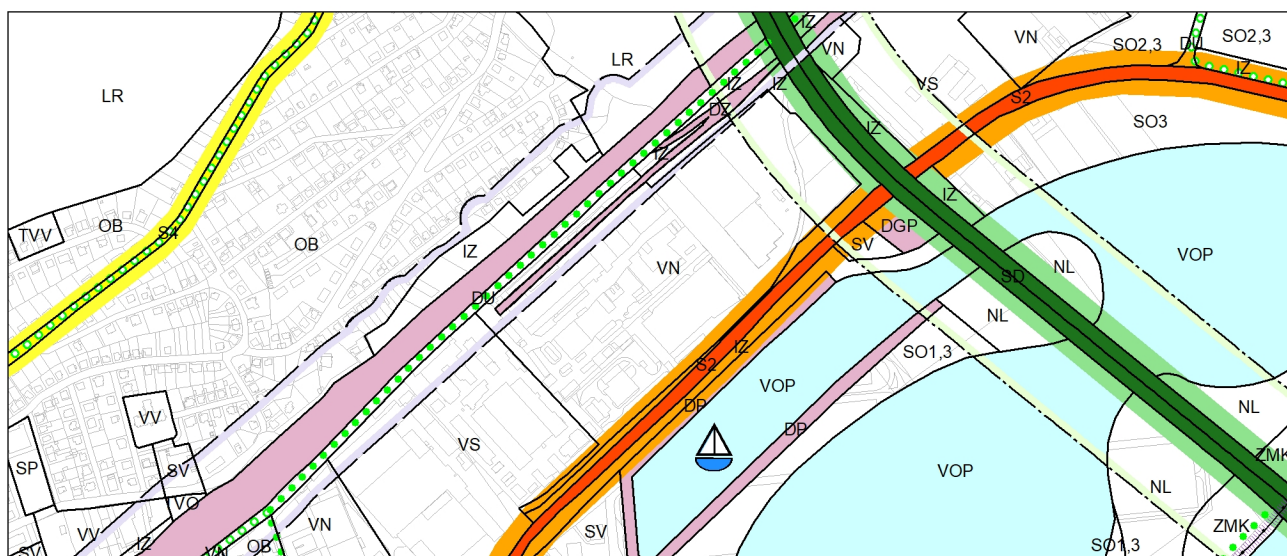 IZ
SO2,3
SO2,3
VN
DU
LR
VN
IZ
LR
IZ
IZ
VS
S2
DZ
SO3
IZ
IZ
IZ
TVV
OB
S4
OB
IZ
DGP
SV
VOP
VN
NL
SD
DU
NL
IZ
SO1,3
S2
VOP
DP
NL
VV
DP
VS
SP
SV
VOP
ZMK
NL
VO
VV
VN
SV
ZMK
IZ
VN
OB
SO1,3
SV